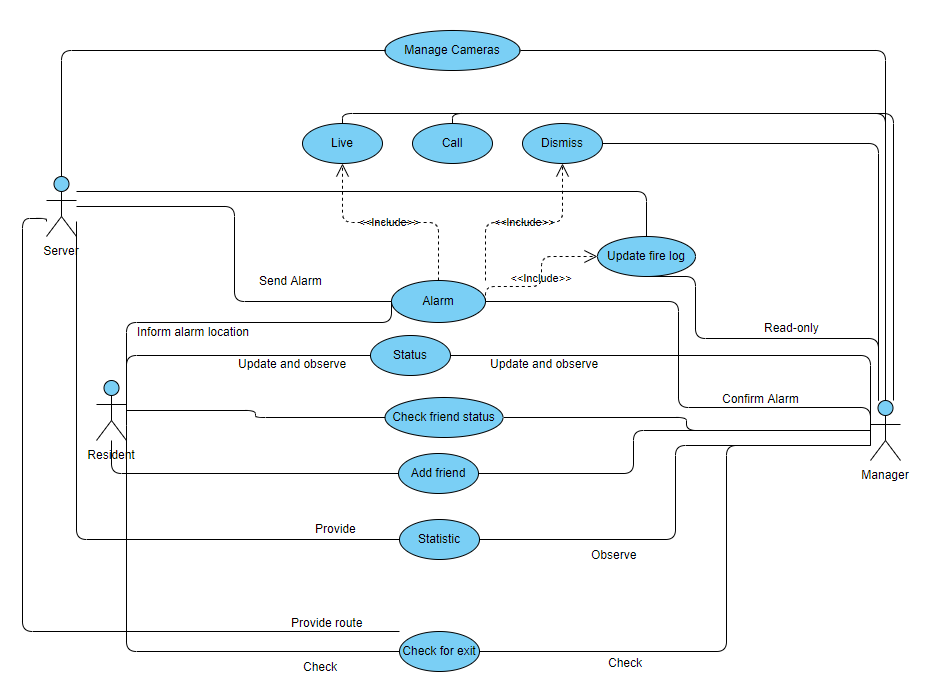 Manage Cameras
Live
Call
Dismiss
<<Include>>
<<Include>>
Server
Update fire log
<<Include>>
Send Alarm
Alarm
Inform alarm location
Read-only
Status
Update and observe
Update and observe
Confirm Alarm
Check friend status
Resident
Add friend
Manager
Provide
Statistic
Observe
Provide route
Check for exit
Check
Check